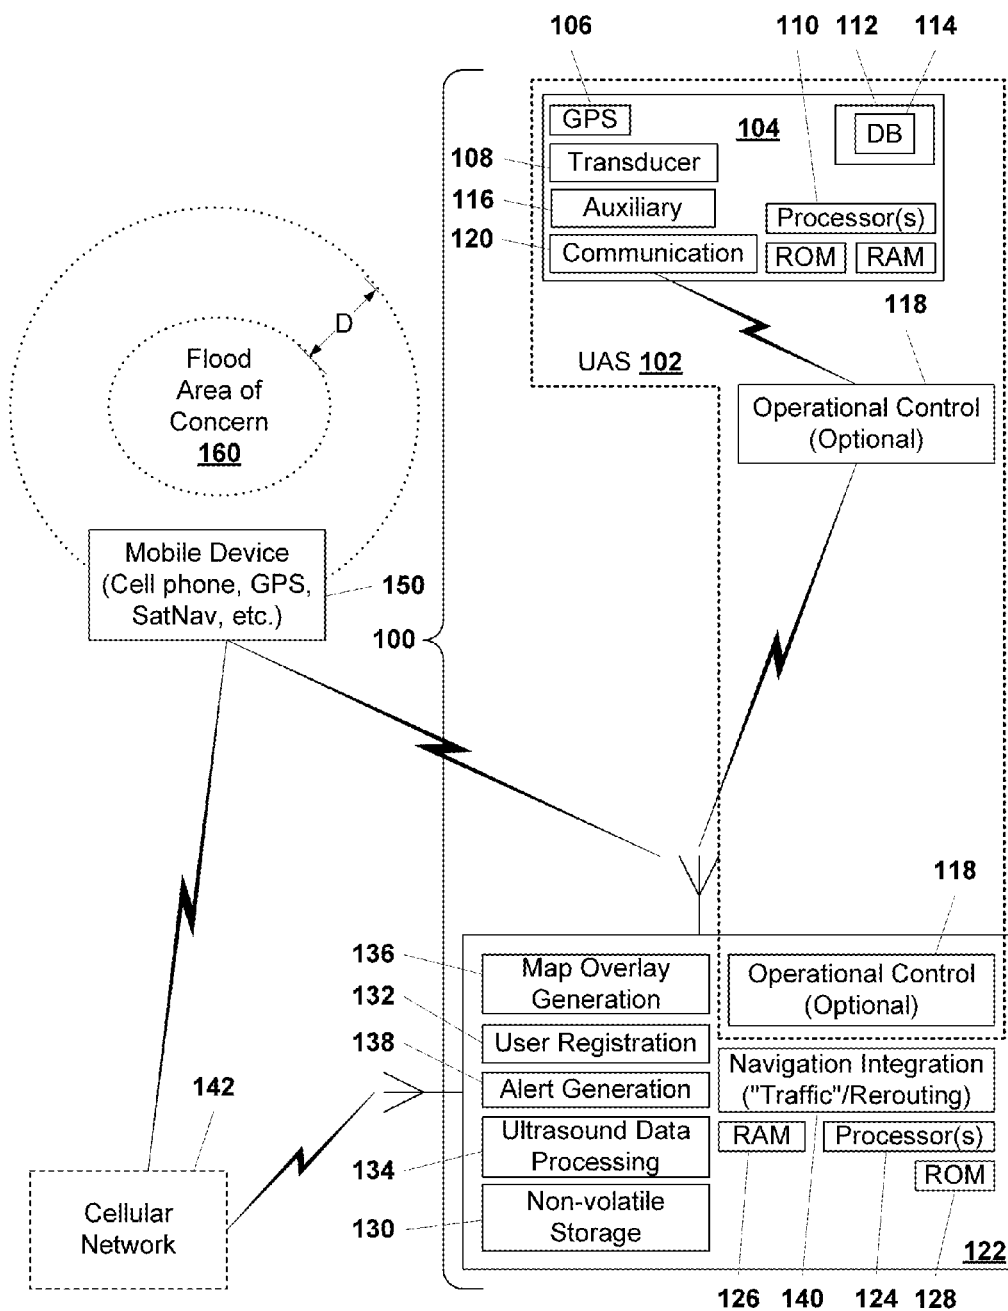 106
110
112
114
GPS
104
DB
108
Transducer
116
Auxiliary
Processor(s)
120
Communication
ROM
RAM
118
D
UAS 102
Flood
Area of
Concern
160
Operational Control
(Optional)
Mobile Device
(Cell phone, GPS,
SatNav, etc.)
150
100
118
136
Map Overlay
Generation
Operational Control
(Optional)
132
User Registration
138
Alert Generation
Navigation Integration
("Traffic"/Rerouting)
142
134
Ultrasound Data
Processing
RAM
Processor(s)
ROM
Cellular
Network
130
Non-volatile
Storage
122
126
140
124
128